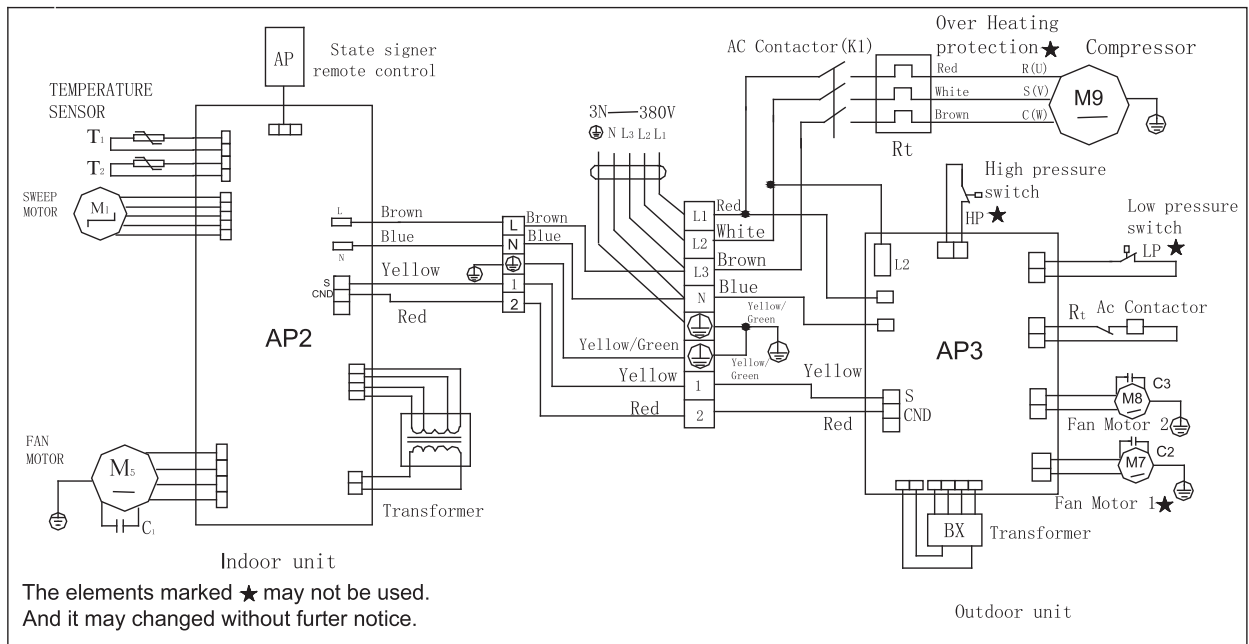 AP
State signer
remote control
TEMPERATURE
SENSOR
T1
T2
SWEEP
MOTOR
M1
L
N
S
CND
AP2
Brown
Blue
Yellow
Red
L
N
1
2
Brown
Blue
FAN
MOTOR
M5
C1
Transformer
Indoor unit
3N—380V
N L3 L2 L1
L1
L2
L3
N
1
2
Red
White
Brown
Blue
Yellow/
Green
Yellow/
Green
Yellow/Green
Yellow
Red
Yellow
Red
AC Contactor(K1)
Over Heating
protection★
Compressor
Red
R(U)
White
S(V)
Brown
C(W)
M9
Rt
High pressure
switch
HP★
Low pressure
switch
LP★
L2
AP3
Rt
Ac Contactor
S
CND
C3
M8
Fan Motor 2
C2
M7
Fan Motor 1★
BX
Transformer
Outdoor unit
The elements marked ★ may not be used.
And it may changed without furter notice.